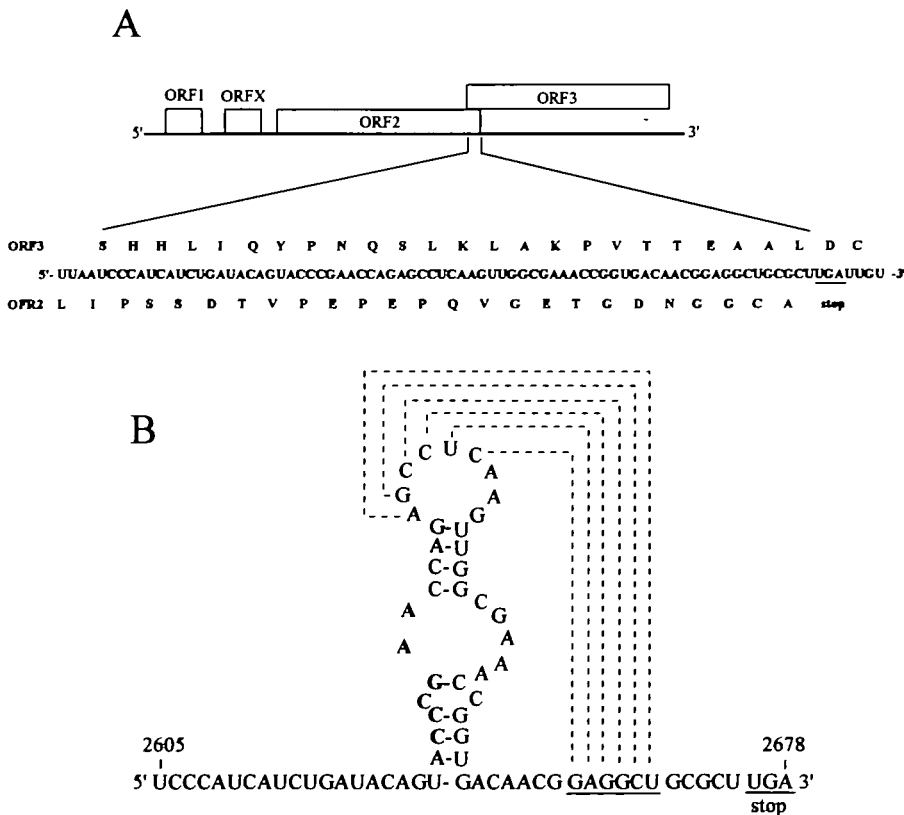 A
ORF1 ORFX ORF2 ORF3
5' 3'
ORF3 S H H L I Q Y P N Q S L K L A K P V T T E A A L D C
5'- UUAAUCCCAUCAUCUGAUACAGUACCCGAACCAGAGCCUCAAGUUGGCGAAACCGGUGACAACGGAGGCUGCGCUUGAUUGU -3'
OFR2 L I P S S D T V P E P E P Q V G E T G D N G G C A stop
B
C U C
C A
G A
A G
G-U
A-U
C-G
C-G
A C
G
A A
A
G-C A
C C
C-G
C-G
A-U
2605 2678
5' UCCCAUCAUCUGAUACAGU- GACAACG GAGGCU GCGCU UGA 3'
stop